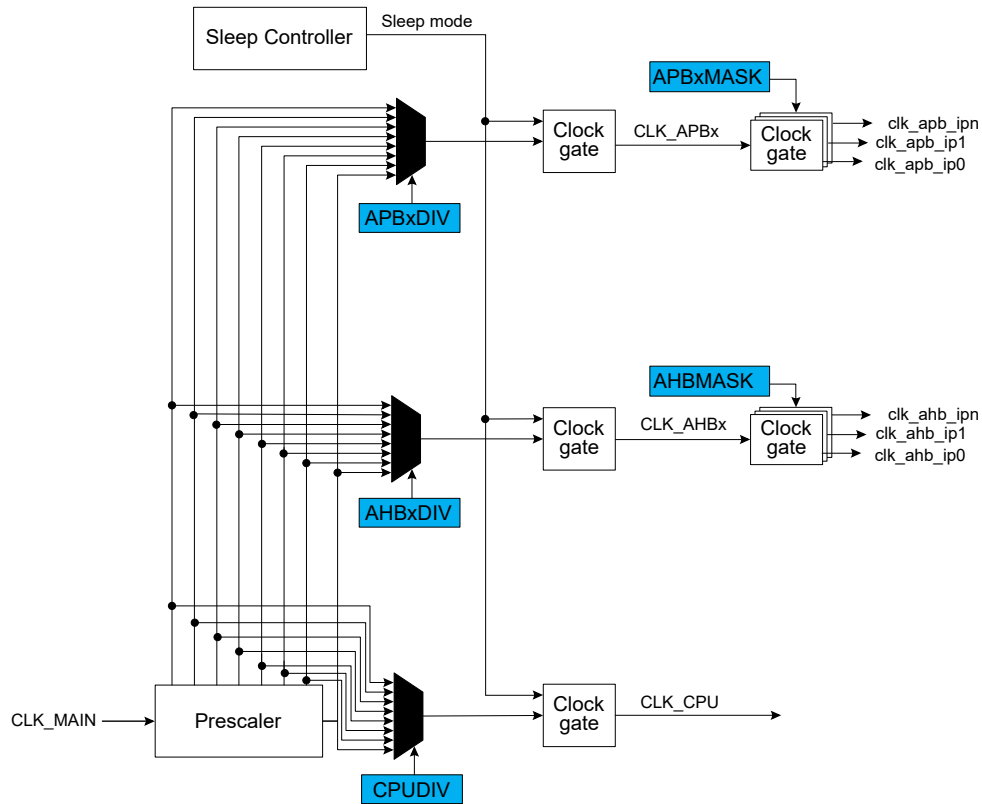 Sleep mode
Sleep Controller
APBxMASK
Clock
gate
CLK_APBx
Clock
gate
clk_apb_ipn
clk_apb_ip1
clk_apb_ip0
APBxDIV
AHBMASK
Clock
gate
CLK_AHBx
Clock
gate
clk_ahb_ipn
clk_ahb_ip1
clk_ahb_ip0
AHBxDIV
CLK_MAIN
Prescaler
Clock
gate
CLK_CPU
CPUDIV